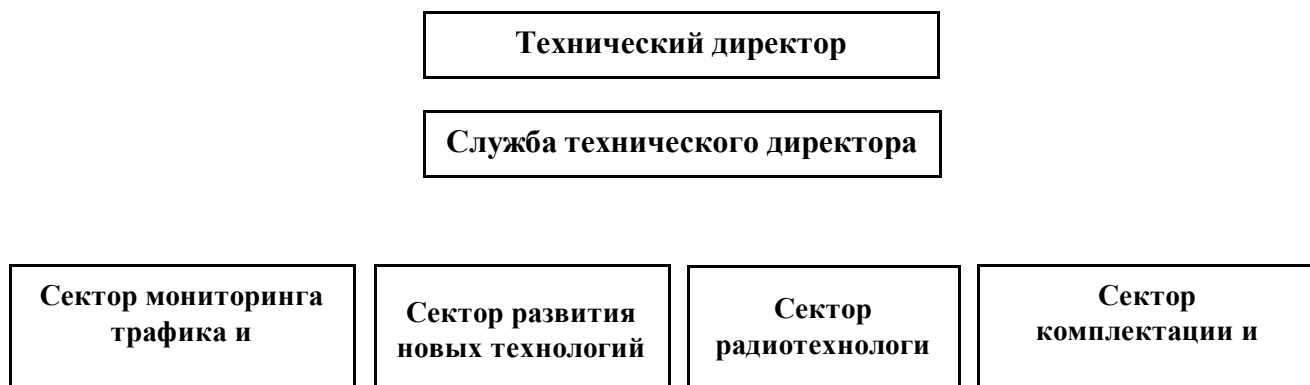 Технический директор
Служба технического директора
Сектор мониторинга
трафика и
Сектор развития
новых технологий
Сектор
радиотехнологи
Сектор
комплектации и